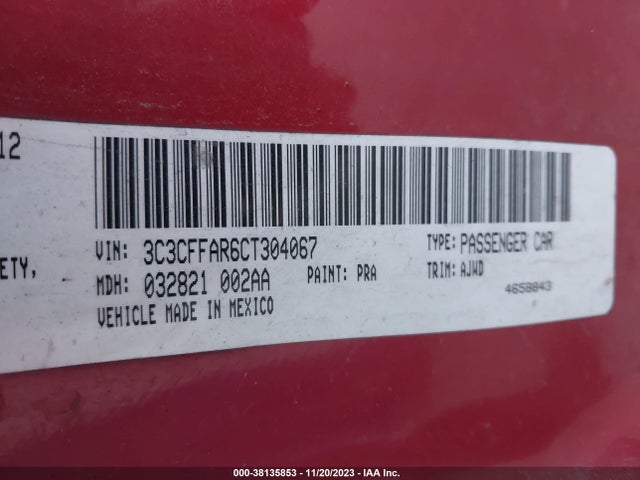 12
VIN: 3C3CFFAR6CT304067 TYPE: PASSENGER CAR
ETY, MDH: 032821 002AA PAINT: PRA TRIM: AJWD
VEHICLE MADE IN MEXICO 4658843
000-38135853 - 11/20/2023 - IAA Inc.